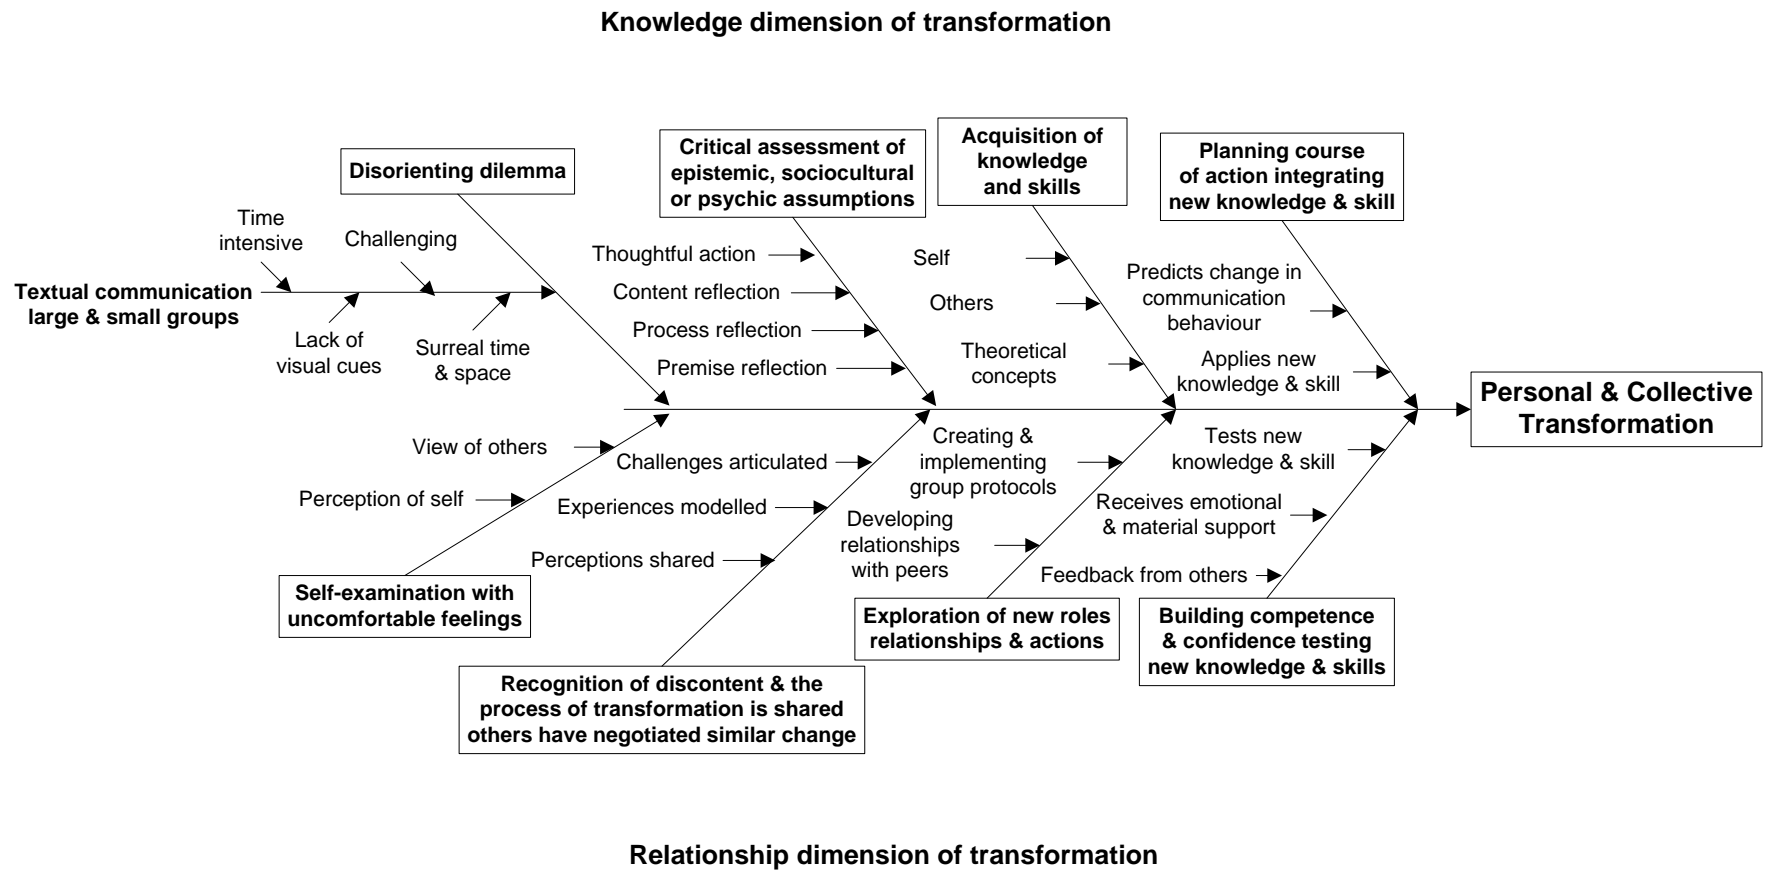 Knowledge dimension of transformation
Disorienting dilemma
Critical assessment of
epistemic, sociocultural
or psychic assumptions
Acquisition of
knowledge
and skills
Planning course
of action integrating
new knowledge & skill
Time
intensive
Challenging
Textual communication
large & small groups
Lack of
visual cues
Surreal time
& space
Thoughtful action
Content reflection
Process reflection
Premise reflection
Self
Others
Theoretical
concepts
Predicts change in
communication
behaviour
Applies new
knowledge & skill
Personal & Collective
Transformation
View of others
Perception of self
Self-examination with
uncomfortable feelings
Challenges articulated
Experiences modelled
Perceptions shared
Recognition of discontent & the
process of transformation is shared
others have negotiated similar change
Creating &
implementing
group protocols
Developing
relationships
with peers
Exploration of new roles
relationships & actions
Tests new
knowledge & skill
Receives emotional
& material support
Feedback from others
Building competence
& confidence testing
new knowledge & skills
Relationship dimension of transformation